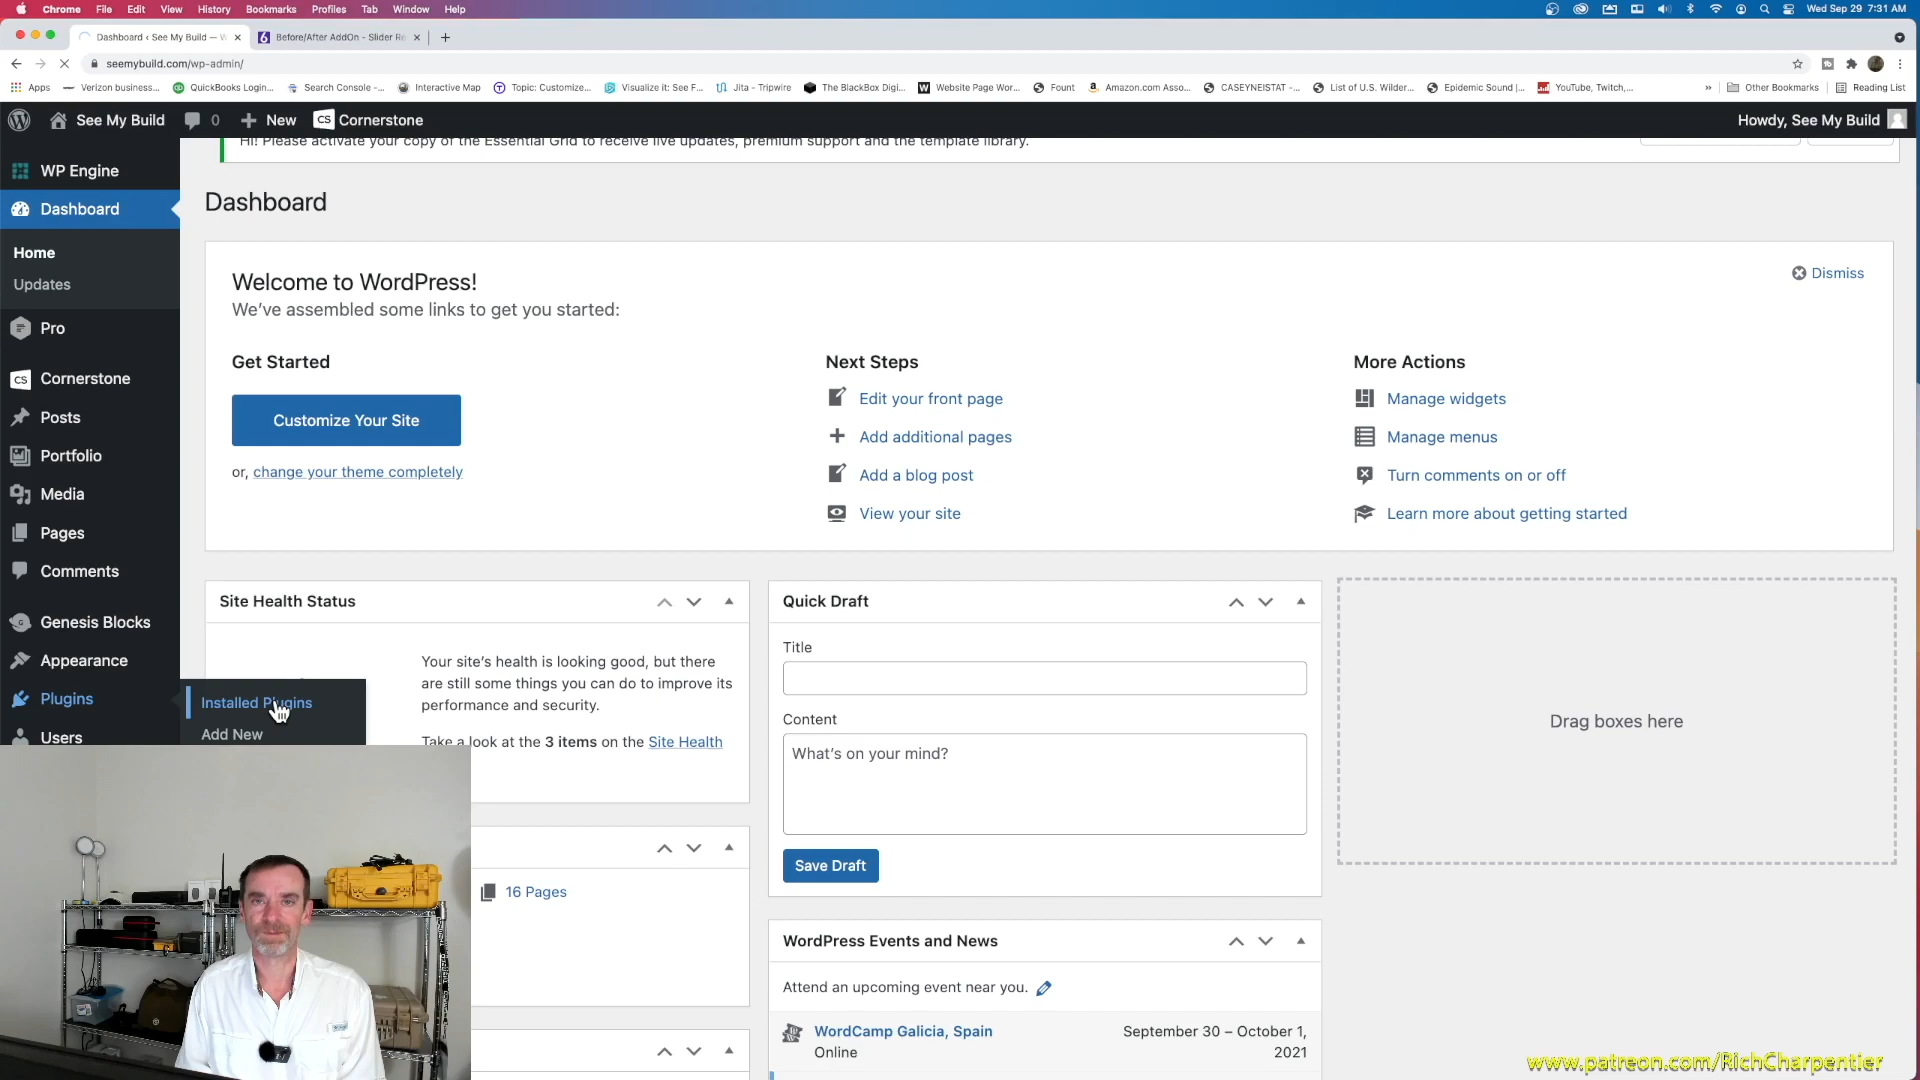 Chrome File Edit View History Bookmarks Profiles Tab Window Help Wed Sep 29 7:31 AM
Dashboard ‹ See My Build — W Before/After AddOn - Slider Re
seemybuild.com/wp-admin/
Apps Verizon business... QuickBooks Login... Search Console -... Interactive Map Topic: Customize... Visualize it: See F... Jita - Tripwire The BlackBox Digi... Website Page Wor... Fount Amazon.com Asso... CASEYNEISTAT -... List of U.S. Wilder... Epidemic Sound |... YouTube, Twitch,... » Other Bookmarks Reading List
See My Build 0 New CS Cornerstone Howdy, See My Build
Hi! Please activate your copy of the Essential Grid to receive live updates, premium support and the template library.
WP Engine
Dashboard
Home
Updates
Pro
CS Cornerstone
Posts
Portfolio
Media
Pages
Comments
Genesis Blocks
Appearance
Plugins
Users
Installed Plugins
Add New
Dashboard
Welcome to WordPress!
We've assembled some links to get you started:
Dismiss
Get Started
Customize Your Site
or, change your theme completely
Next Steps
Edit your front page
Add additional pages
Add a blog post
View your site
More Actions
Manage widgets
Manage menus
Turn comments on or off
Learn more about getting started
Site Health Status
Your site's health is looking good, but there
are still some things you can do to improve its
performance and security.
Take a look at the 3 items on the Site Health
16 Pages
Quick Draft
Title
Content
What's on your mind?
Save Draft
WordPress Events and News
Attend an upcoming event near you.
WordCamp Galicia, Spain
Online
September 30 – October 1,
2021
Drag boxes here
www.patreon.com/RichCharpentier